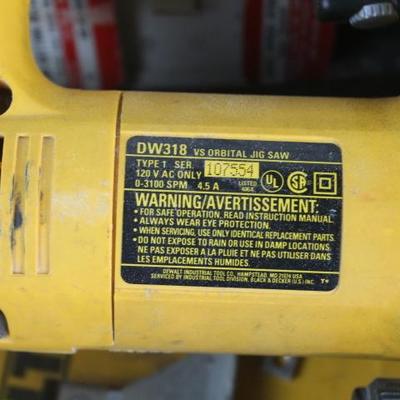 DW318 VS ORBITAL JIG SAW
TYPE 1 SER. 107554
120 V AC ONLY
0-3100 SPM 4.5 A
LISTED
UL
SA
WARNING/AVERTISSEMENT:
• FOR SAFE OPERATION, READ INSTRUCTION MANUAL.
• ALWAYS WEAR EYE PROTECTION.
• WHEN SERVICING, USE ONLY IDENTICAL REPLACEMENT PARTS.
• DO NOT EXPOSE TO RAIN OR USE IN DAMP LOCATIONS.
NE PAS EXPOSER A LA PLUIE ET NE PAS UTILISER DANS
LES EMPLACEMENTS HUMIDES.
DEWALT INDUSTRIAL TOOL CO., HAMPSTEAD, MD 21074 USA
SERVICED BY INDUSTRIAL TOOL DIVISION, BLACK & DECKER (U.S.) INC.